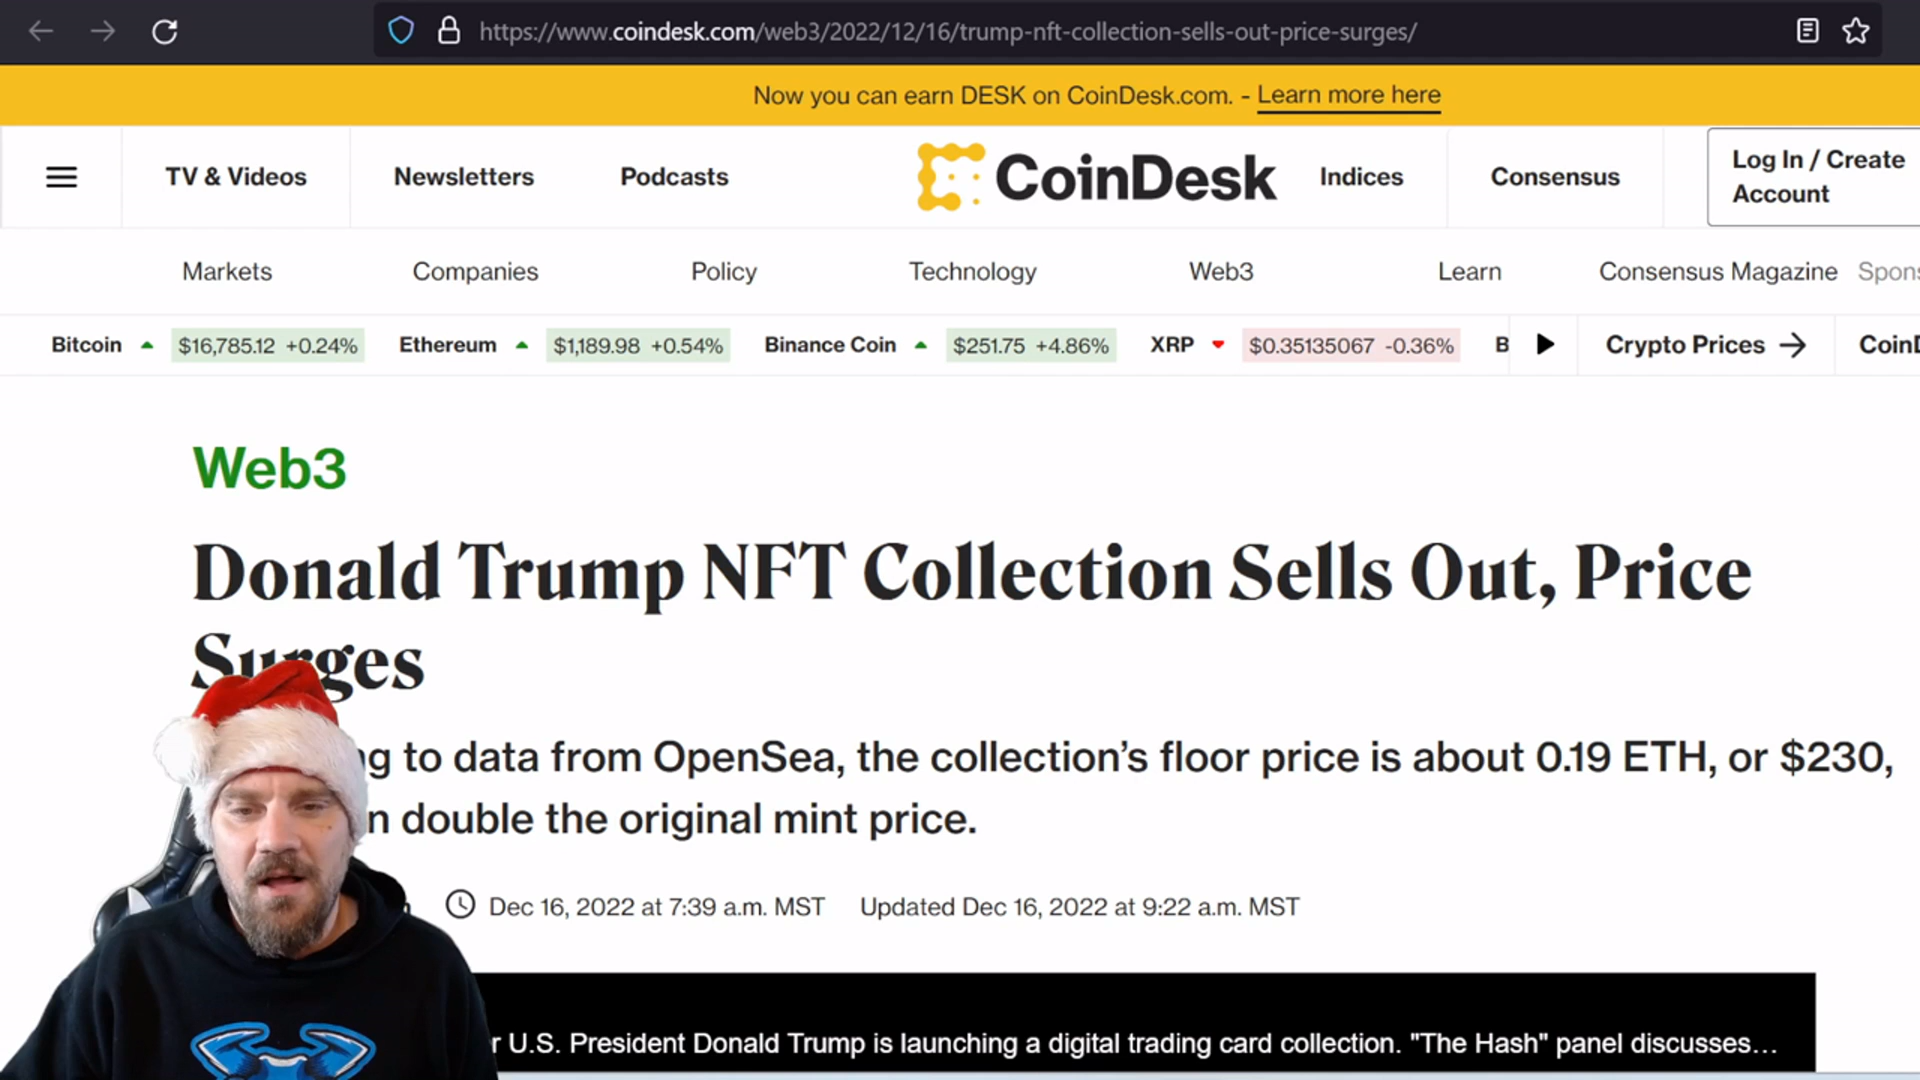 https://www.coindesk.com/web3/2022/12/16/trump-nft-collection-sells-out-price-surges/
Now you can earn DESK on CoinDesk.com. - Learn more here
TV & Videos Newsletters Podcasts CoinDesk Indices Consensus Log In / Create
Account
Markets Companies Policy Technology Web3 Learn Consensus Magazine
Bitcoin $16,785.12 +0.24% Ethereum $1,189.98 +0.54% Binance Coin $251.75 +4.86% XRP $0.35135067 -0.36% B Crypto Prices
Web3
Donald Trump NFT Collection Sells Out, Price
Surges
to data from OpenSea, the collection's floor price is about 0.19 ETH, or $230,
double the original mint price.
Dec 16, 2022 at 7:39 a.m. MST Updated Dec 16, 2022 at 9:22 a.m. MST
U.S. President Donald Trump is launching a digital trading card collection. "The Hash" panel discusses...